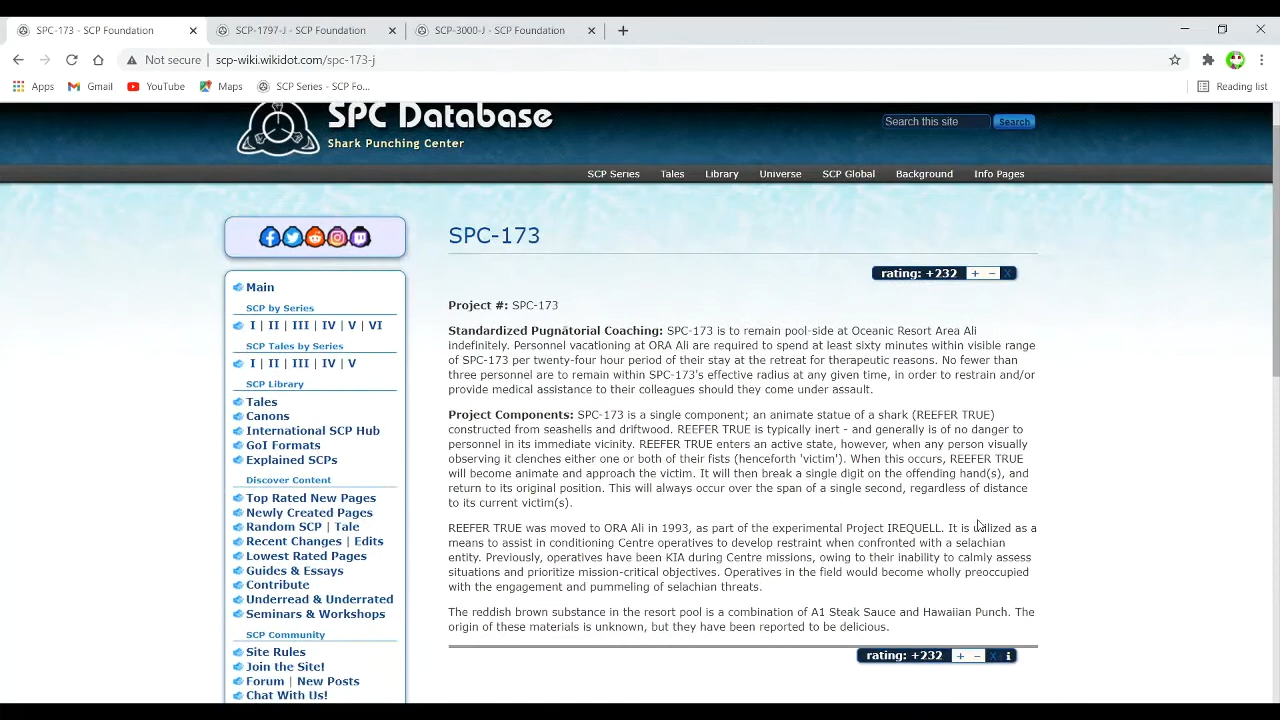 SPC-173 - SCP Foundation
SCP-1797-J - SCP Foundation
SCP-3000-J - SCP Foundation
Not secure | scp-wiki.wikidot.com/spc-173-j
Apps Gmail YouTube Maps SCP Series - SCP Fo... Reading list
SPC Database
Shark Punching Center
Search this site Search
SCP Series Tales Library Universe SCP Global Background Info Pages
Main
SCP by Series
I | II | III | IV | V | VI
SCP Tales by Series
I | II | III | IV | V
SCP Library
Tales
Canons
International SCP Hub
GoI Formats
Explained SCPs
Discover Content
Top Rated New Pages
Newly Created Pages
Random SCP | Tale
Recent Changes | Edits
Lowest Rated Pages
Guides & Essays
Contribute
Underread & Underrated
Seminars & Workshops
SCP Community
Site Rules
Join the Site!
Forum | New Posts
Chat With Us!
SPC-173
rating: +232 + – X
Project #: SPC-173
Standardized Pugnātorial Coaching: SPC-173 is to remain pool-side at Oceanic Resort Area Ali
indefinitely. Personnel vacationing at ORA Ali are required to spend at least sixty minutes within visible range
of SPC-173 per twenty-four hour period of their stay at the retreat for therapeutic reasons. No fewer than
three personnel are to remain within SPC-173's effective radius at any given time, in order to restrain and/or
provide medical assistance to their colleagues should they come under assault.
Project Components: SPC-173 is a single component; an animate statue of a shark (REEFER TRUE)
constructed from seashells and driftwood. REEFER TRUE is typically inert - and generally is of no danger to
personnel in its immediate vicinity. REEFER TRUE enters an active state, however, when any person visually
observing it clenches either one or both of their fists (henceforth 'victim'). When this occurs, REEFER TRUE
will become animate and approach the victim. It will then break a single digit on the offending hand(s), and
return to its original position. This will always occur over the span of a single second, regardless of distance
to its current victim(s).
REEFER TRUE was moved to ORA Ali in 1993, as part of the experimental Project IREQUELL. It is utilized as a
means to assist in conditioning Centre operatives to develop restraint when confronted with a selachian
entity. Previously, operatives have been KIA during Centre missions, owing to their inability to calmly assess
situations and prioritize mission-critical objectives. Operatives in the field would become wholly preoccupied
with the engagement and pummeling of selachian threats.
The reddish brown substance in the resort pool is a combination of A1 Steak Sauce and Hawaiian Punch. The
origin of these materials is unknown, but they have been reported to be delicious.
rating: +232 + – X i